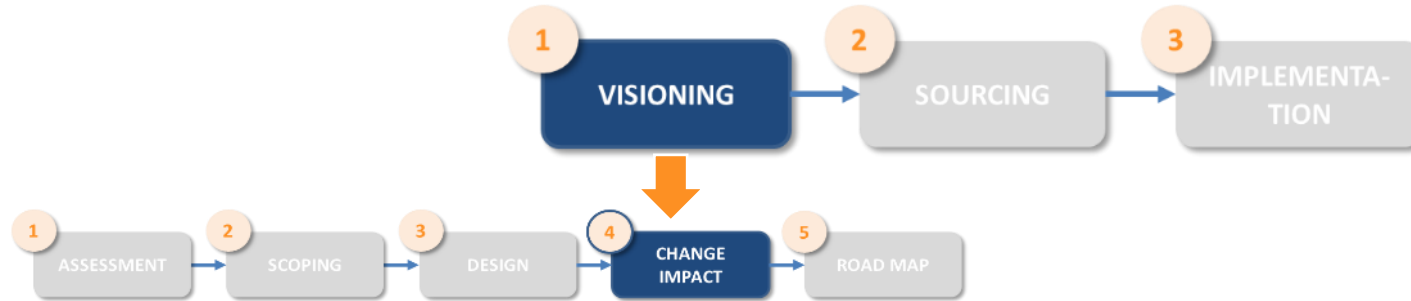 1
VISIONING
2
SOURCING
3
IMPLEMENTA-
TION
1
ASSESSMENT
2
SCOPING
3
DESIGN
4
CHANGE
IMPACT
5
ROAD MAP